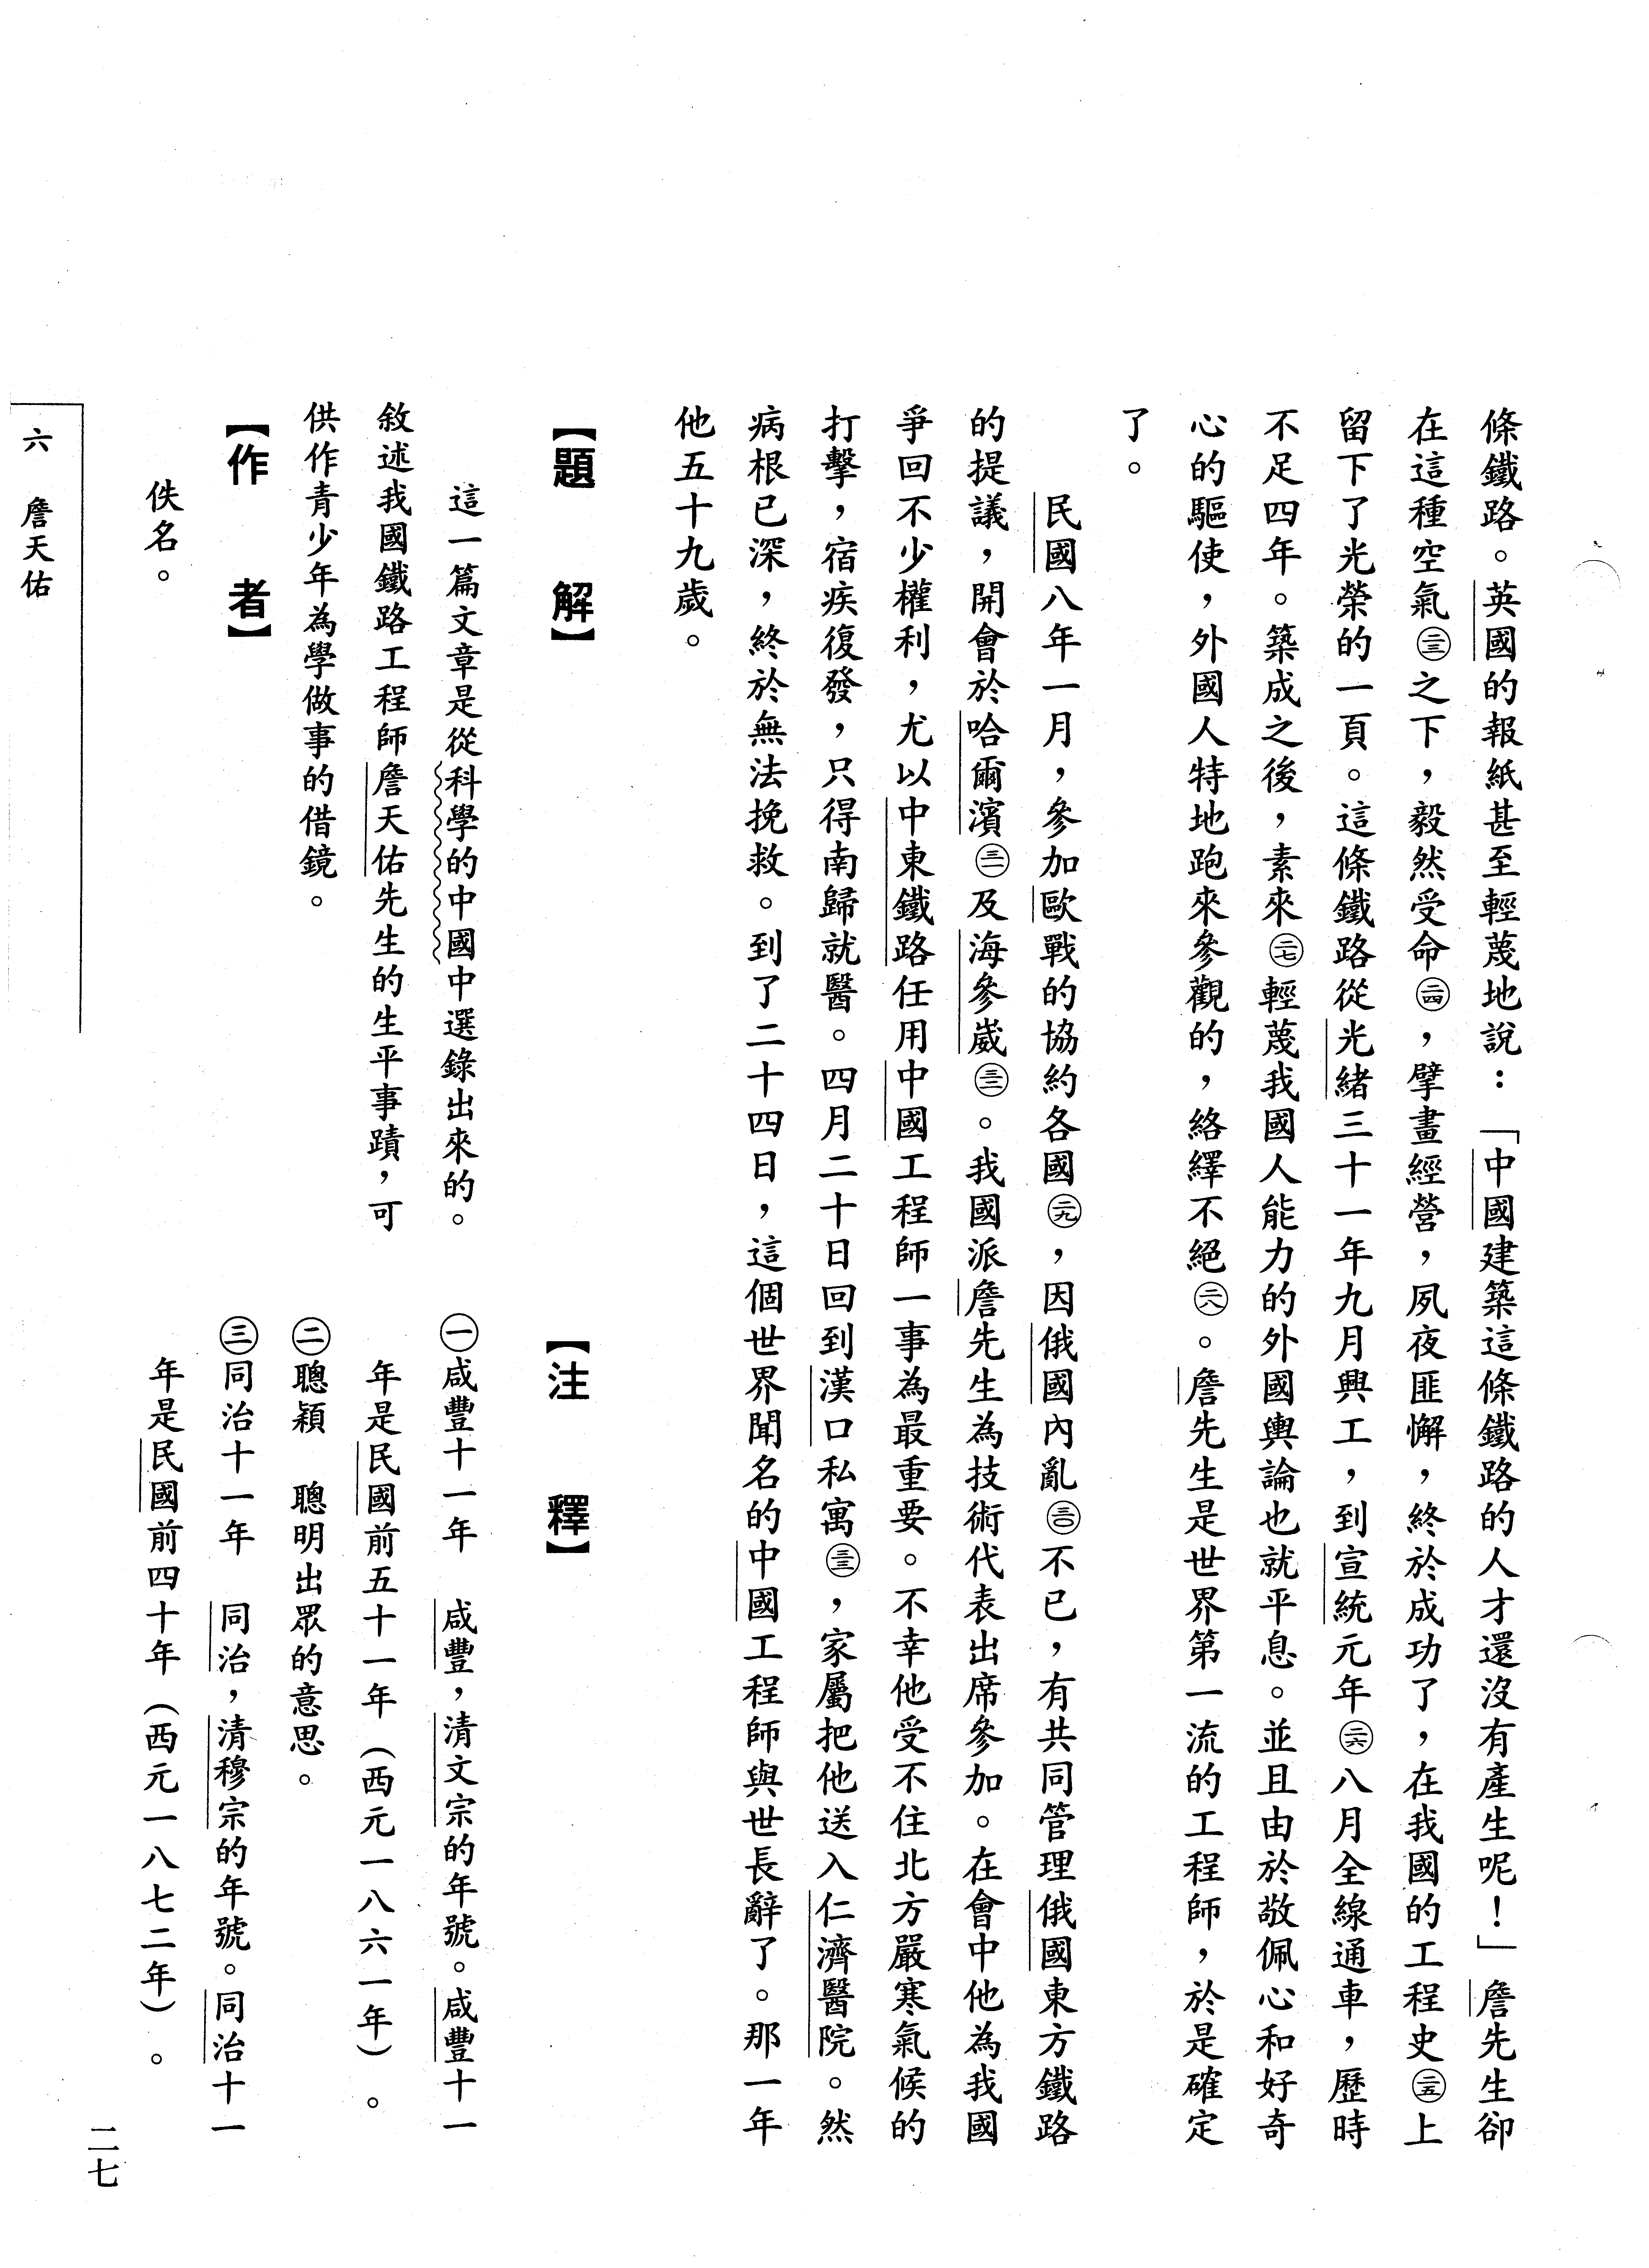 條鐵路。英國的報紙甚至輕蔑地說：「中國建築這條鐵路的人才還沒有產生呢！」詹先生卻
在這種空氣㉓之下，毅然受命㉔，擘畫經營，夙夜匪懈，終於成功了，在我國的工程史㉕上
留下了光榮的一頁。這條鐵路從光緒三十一年九月興工，到宣統元年㉖八月全線通車，歷時
不足四年。築成之後，素來㉗輕蔑我國人能力的外國輿論也就平息。並且由於敬佩心和好奇
心的驅使，外國人特地跑來參觀的，絡繹不絕㉘。詹先生是世界第一流的工程師，於是確定
了。
民國八年一月，參加歐戰的協約各國㉙，因俄國內亂㉚不已，有共同管理俄國東方鐵路
的提議，開會於哈爾濱㉛及海參崴㉜。我國派詹先生為技術代表出席參加。在會中他為我國
爭回不少權利，尤以中東鐵路任用中國工程師一事為最重要。不幸他受不住北方嚴寒氣候的
打擊，宿疾復發，只得南歸就醫。四月二十日回到漢口私寓㉝，家屬把他送入仁濟醫院。然
病根已深，終於無法挽救。到了二十四日，這個世界聞名的中國工程師與世長辭了。那一年
他五十九歲。
【題　解】
這一篇文章是從科學的中國中選錄出來的。
敘述我國鐵路工程師詹天佑先生的生平事蹟，可
供作青少年為學做事的借鏡。
【作　者】
佚名。
【注　釋】
㊀咸豐十一年　咸豐，清文宗的年號。咸豐十一
年是民國前五十一年（西元一八六一年）。
㊁聰穎　聰明出眾的意思。
㊂同治十一年　同治，清穆宗的年號。同治十一
年是民國前四十年（西元一八七二年）。
六　詹天佑
二七